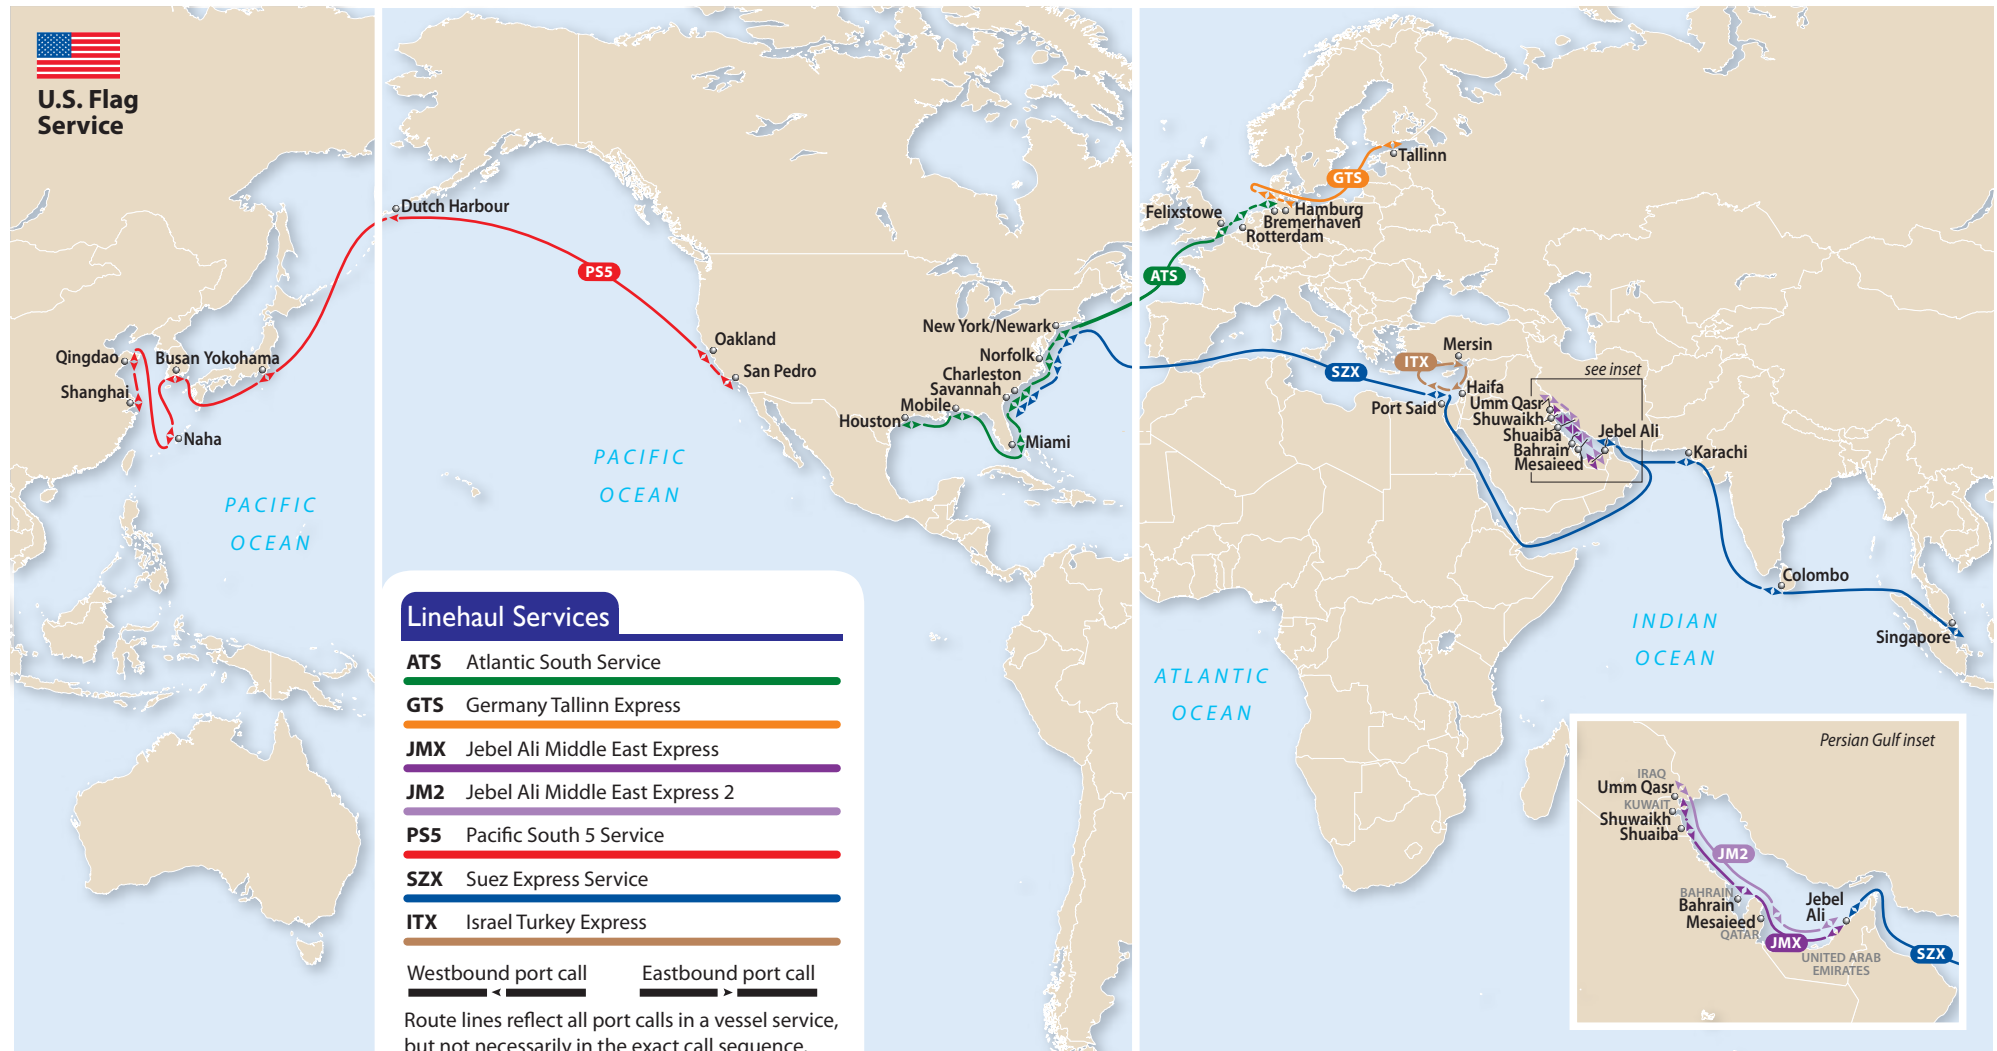 U.S. Flag
Service
Dutch Harbour
PS5
Qingdao
Busan
Yokohama
Shanghai
Naha
Oakland
San Pedro
PACIFIC
OCEAN
PACIFIC
OCEAN
New York/Newark
Norfolk
Charleston
Savannah
Mobile
Houston
Miami
Tallinn
GTS
Felixstowe
Hamburg
Bremerhaven
Rotterdam
ATS
Mersin
ITX
SZX
Haifa
Port Said
see inset
Umm Qasr
Shuwaikh
Shuaiba
Bahrain
Mesaieed
Jebel Ali
Karachi
Colombo
Singapore
INDIAN
OCEAN
ATLANTIC
OCEAN
Linehaul Services
ATS Atlantic South Service
GTS Germany Tallinn Express
JMX Jebel Ali Middle East Express
JM2 Jebel Ali Middle East Express 2
PS5 Pacific South 5 Service
SZX Suez Express Service
ITX Israel Turkey Express
Westbound port call Eastbound port call
Route lines reflect all port calls in a vessel service,
but not necessarily in the exact call sequence.
Persian Gulf inset
IRAQ
Umm Qasr
KUWAIT
Shuwaikh
Shuaiba
JM2
BAHRAIN
Bahrain
Mesaieed
QATAR
JMX
Jebel
Ali
UNITED ARAB
EMIRATES
SZX